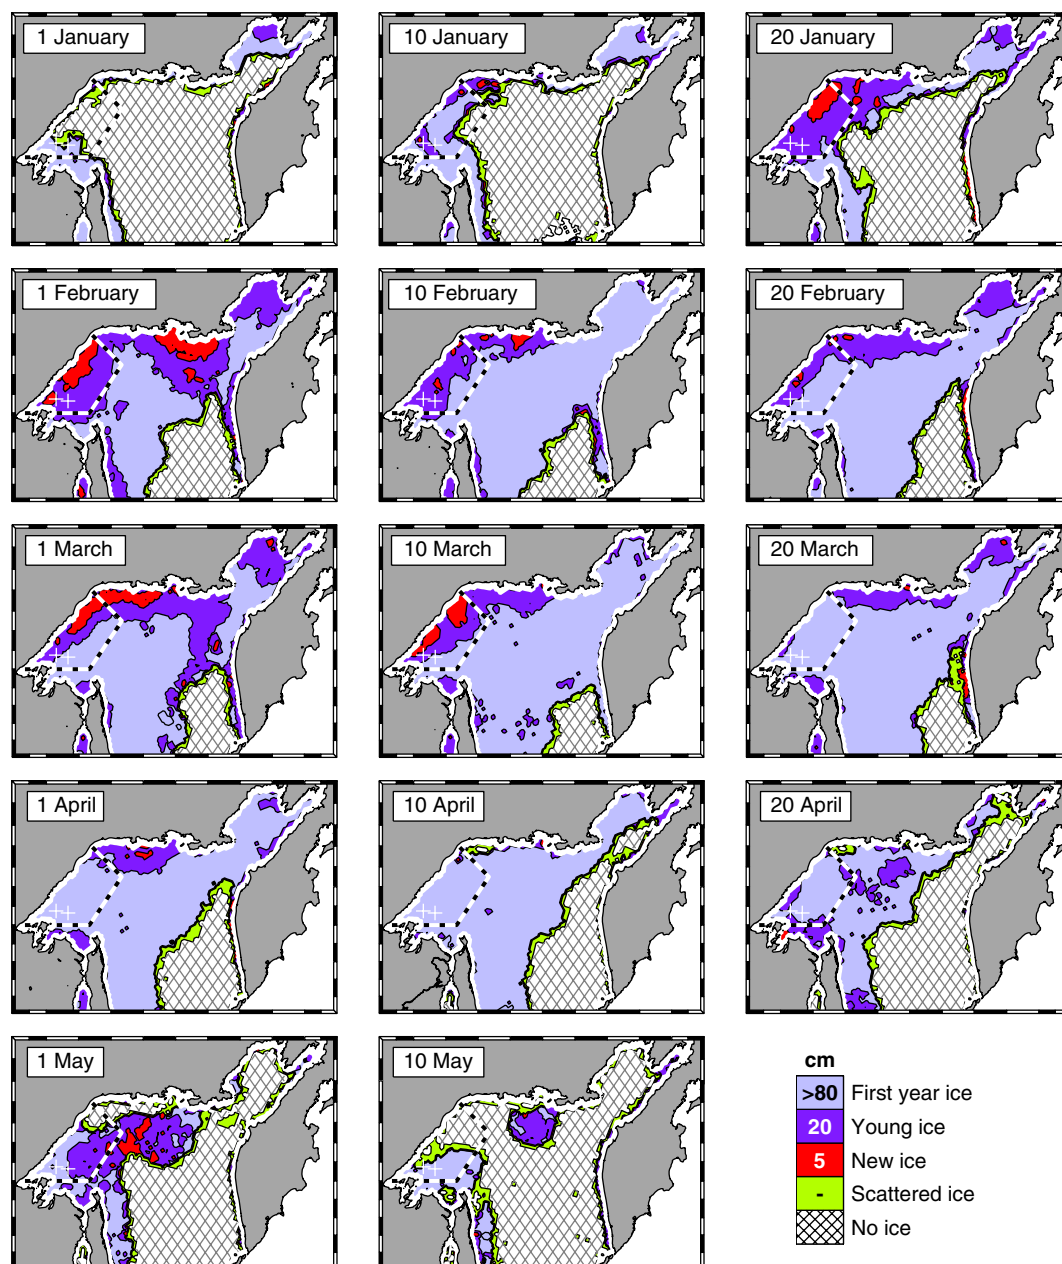 1 January
10 January
20 January
1 February
10 February
20 February
1 March
10 March
20 March
1 April
10 April
20 April
1 May
10 May
cm
>80 First year ice
20 Young ice
5 New ice
- Scattered ice
No ice